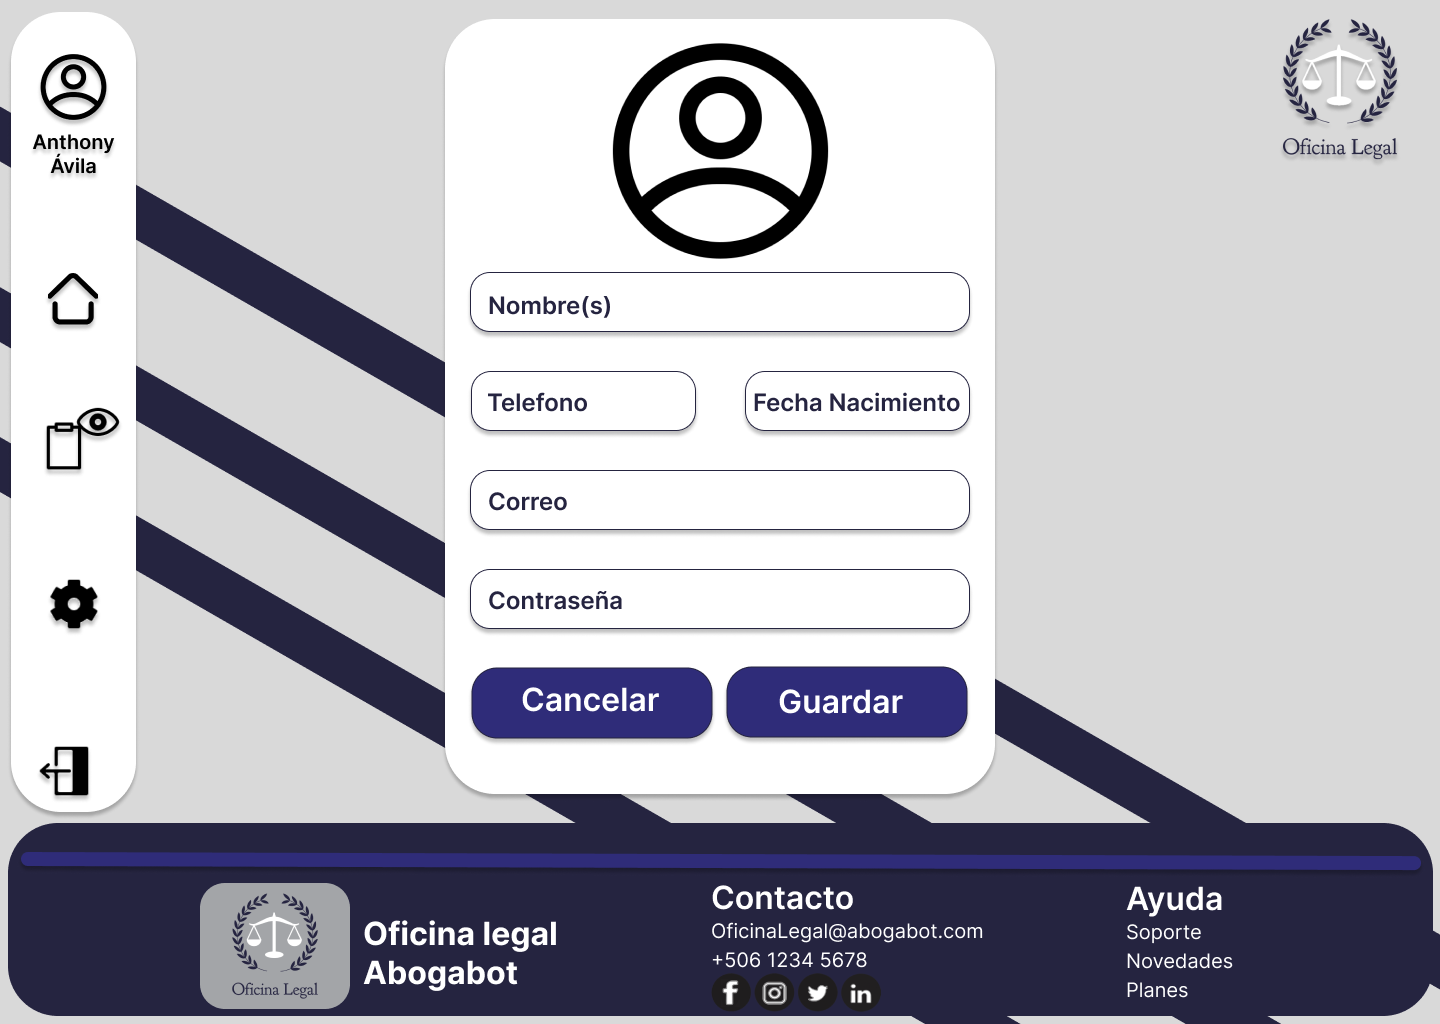 Anthony
Ávila
Oficina Legal
Nombre(s)
Telefono
Fecha Nacimiento
Correo
Contraseña
Cancelar
Guardar
Oficina Legal
Oficina legal
Abogabot
Contacto
OficinaLegal@abogabot.com
+506 1234 5678
Ayuda
Soporte
Novedades
Planes